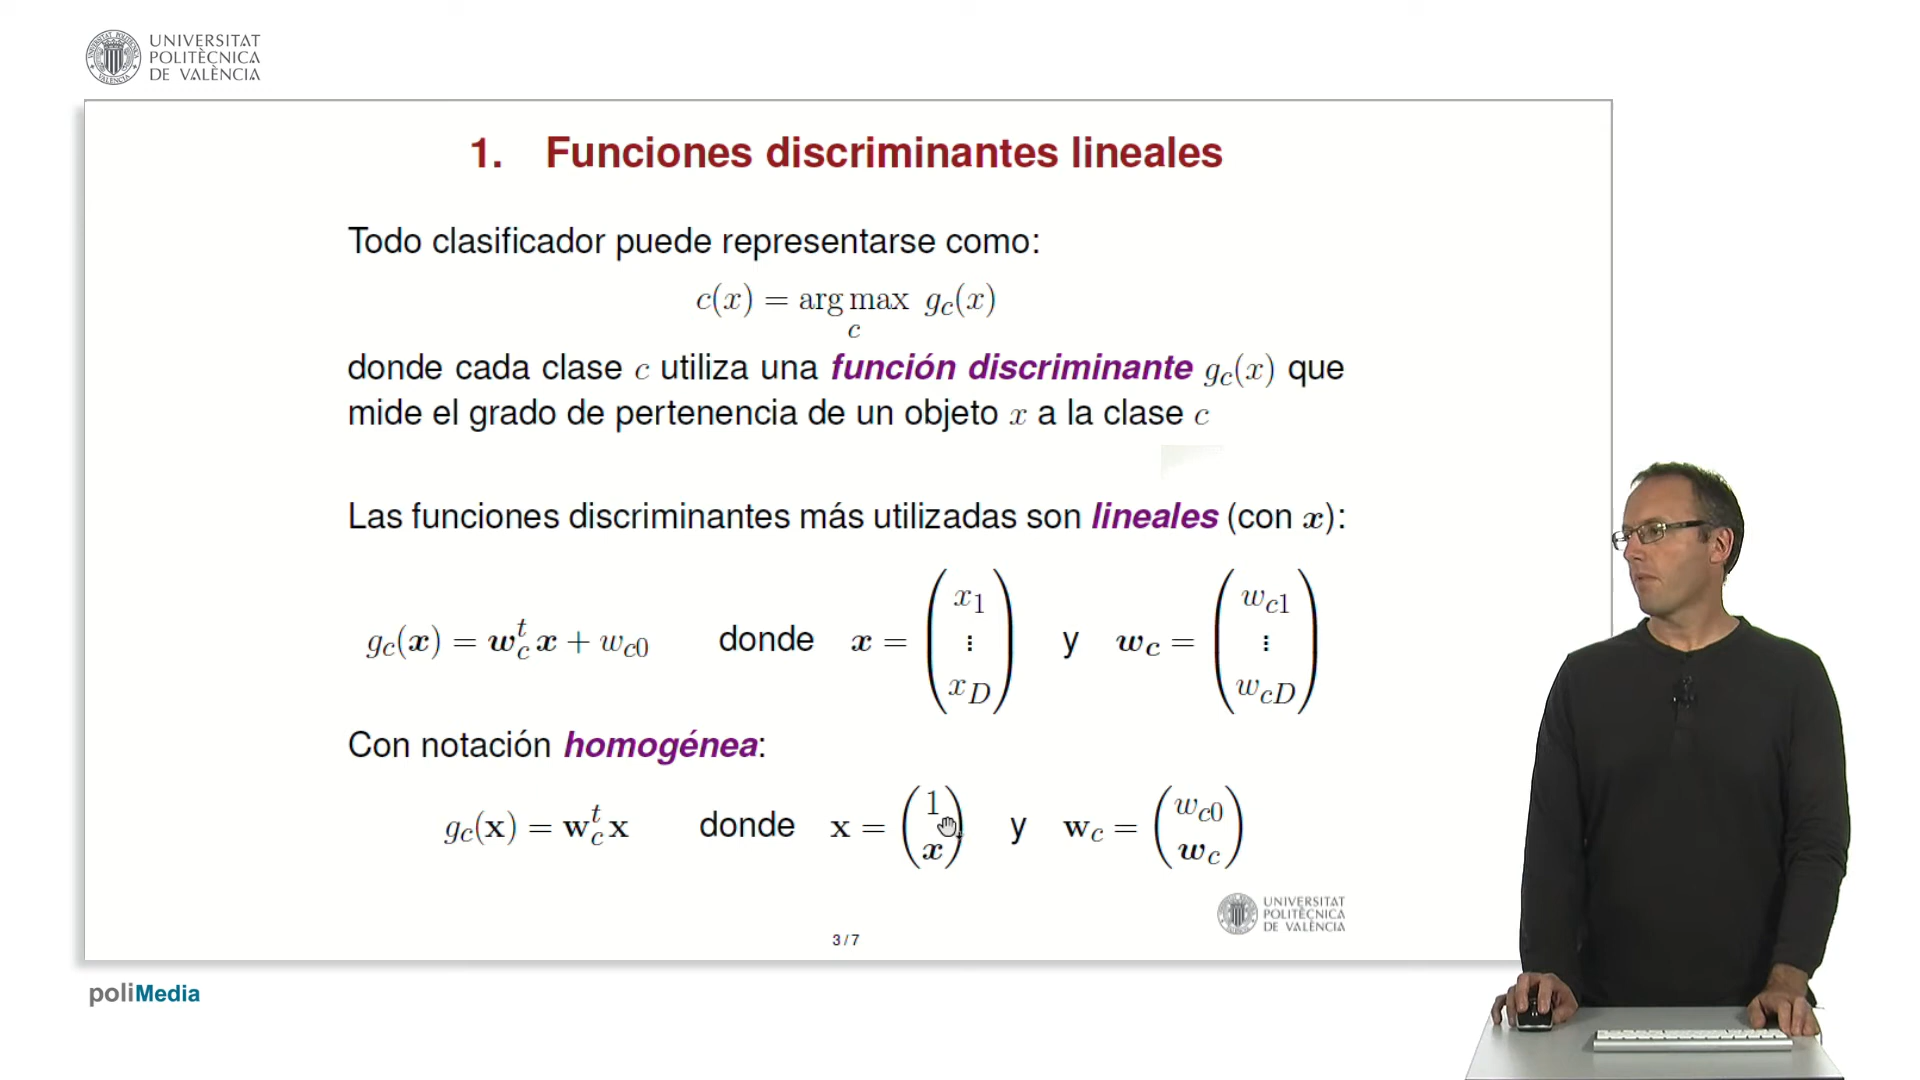 UNIVERSITAT
POLITÈCNICA
DE VALÈNCIA
1. Funciones discriminantes lineales
Todo clasificador puede representarse como:
c(x) = arg max g_c(x)
c
donde cada clase c utiliza una función discriminante g_c(x) que
mide el grado de pertenencia de un objeto x a la clase c
Las funciones discriminantes más utilizadas son lineales (con x):
g_c(x) = w_c^t x + w_c0 donde x = (x_1 ⋮ x_D) y w_c = (w_c1 ⋮ w_cD)
Con notación homogénea:
g_c(x) = w_c^t x donde x = (1 x) y w_c = (w_c0 w_c)
UNIVERSITAT
POLITÈCNICA
DE VALÈNCIA
3/7
poliMedia